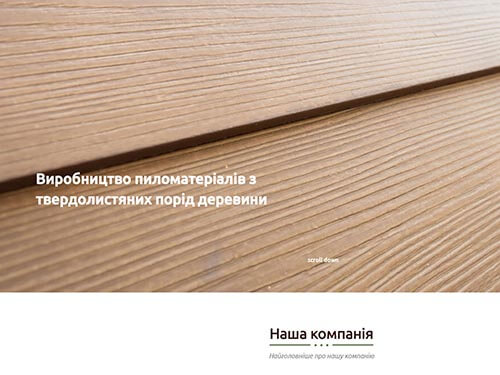 Виробництво пиломатеріалів з
твердолистяних порід деревини
scroll down
Наша компанія
Найголовніше про нашу компанію